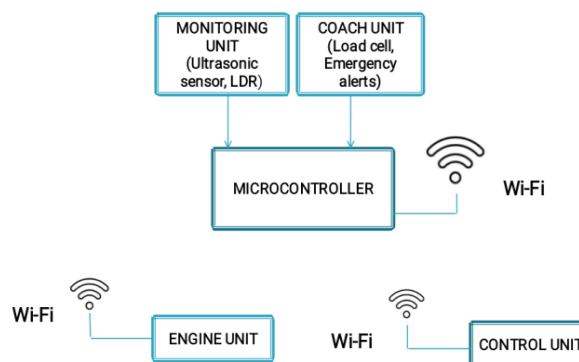 MONITORING
UNIT
(Ultrasonic
sensor, LDR)
COACH UNIT
(Load cell,
Emergency
alerts)
MICROCONTROLLER
Wi-Fi
Wi-Fi
ENGINE UNIT
Wi-Fi
CONTROL UNIT